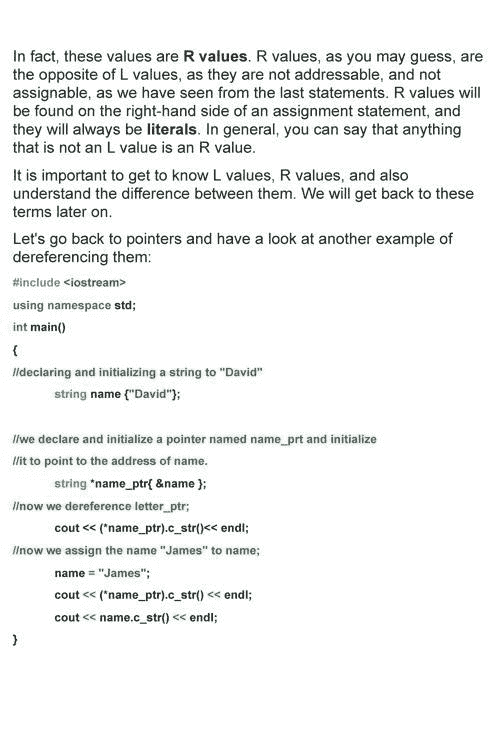 In fact, these values are R values. R values, as you may guess, are
the opposite of L values, as they are not addressable, and not
assignable, as we have seen from the last statements. R values will
be found on the right-hand side of an assignment statement, and
they will always be literals. In general, you can say that anything
that is not an L value is an R value.
It is important to get to know L values, R values, and also
understand the difference between them. We will get back to these
terms later on.
Let's go back to pointers and have a look at another example of
dereferencing them:
#include <iostream>
using namespace std;
int main()
{
//declaring and initializing a string to "David"
string name {"David"};
//we declare and initialize a pointer named name_prt and initialize
//it to point to the address of name.
string *name_ptr{ &name };
//now we dereference letter_ptr;
cout << (*name_ptr).c_str()<< endl;
//now we assign the name "James" to name;
name = "James";
cout << (*name_ptr).c_str() << endl;
cout << name.c_str() << endl;
}